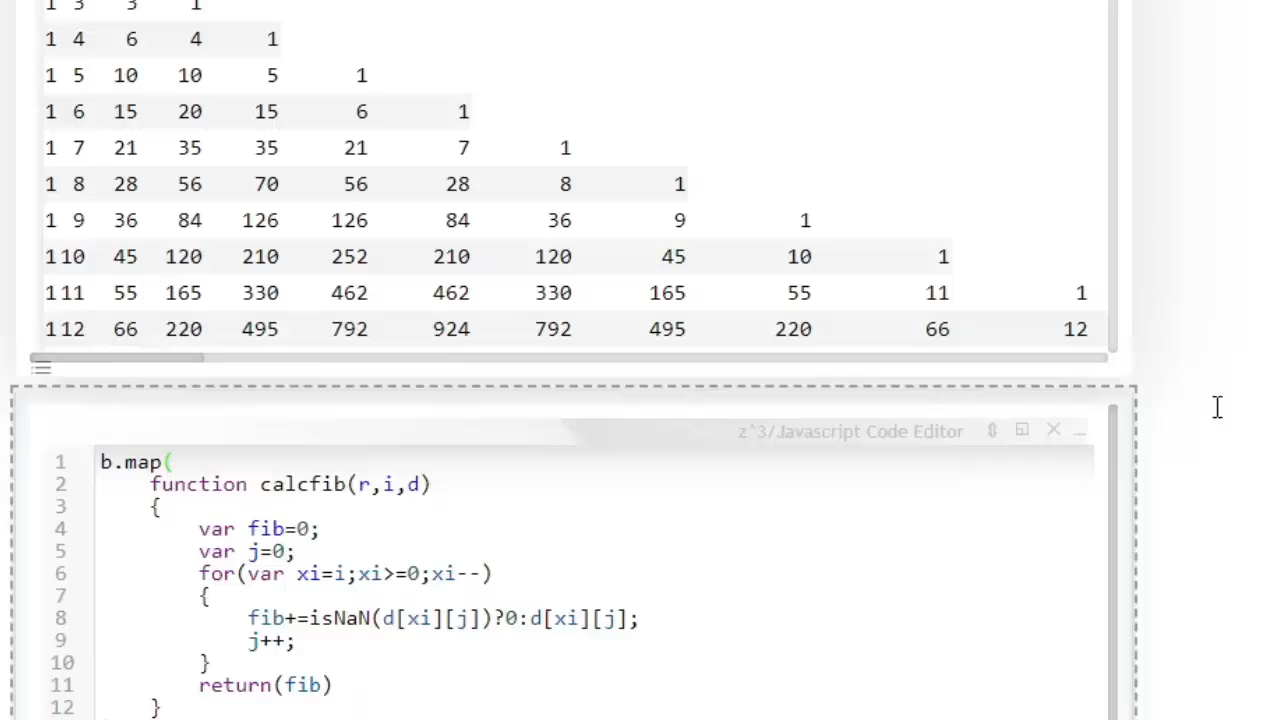 1 3 3 1
1 4 6 4 1
1 5 10 10 5 1
1 6 15 20 15 6 1
1 7 21 35 35 21 7 1
1 8 28 56 70 56 28 8 1
1 9 36 84 126 126 84 36 9 1
1 10 45 120 210 252 210 120 45 10 1
1 11 55 165 330 462 462 330 165 55 11 1
1 12 66 220 495 792 924 792 495 220 66 12
z^3/Javascript Code Editor
1 b.map(
2 function calcfib(r,i,d)
3 {
4 var fib=0;
5 var j=0;
6 for(var xi=i;xi>=0;xi--)
7 {
8 fib+=isNaN(d[xi][j])?0:d[xi][j];
9 j++;
10 }
11 return(fib)
12 }